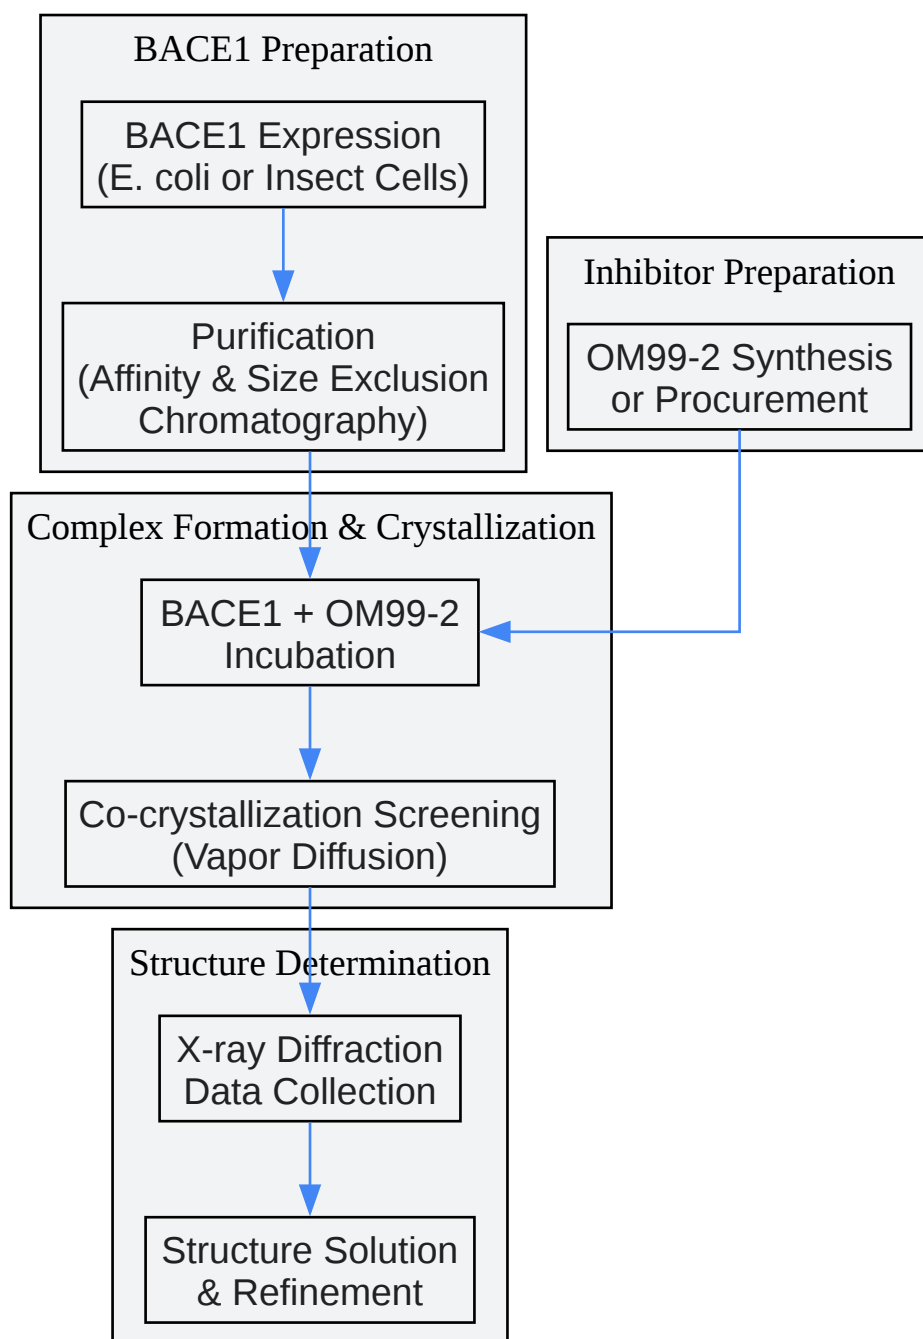 BACE1 Preparation
BACE1 Expression
(E. coli or Insect Cells)
Purification
(Affinity & Size Exclusion
Chromatography)
Inhibitor Preparation
OM99-2 Synthesis
or Procurement
Complex Formation & Crystallization
BACE1 + OM99-2
Incubation
Co-crystallization Screening
(Vapor Diffusion)
Structure Determination
X-ray Diffraction
Data Collection
Structure Solution
& Refinement